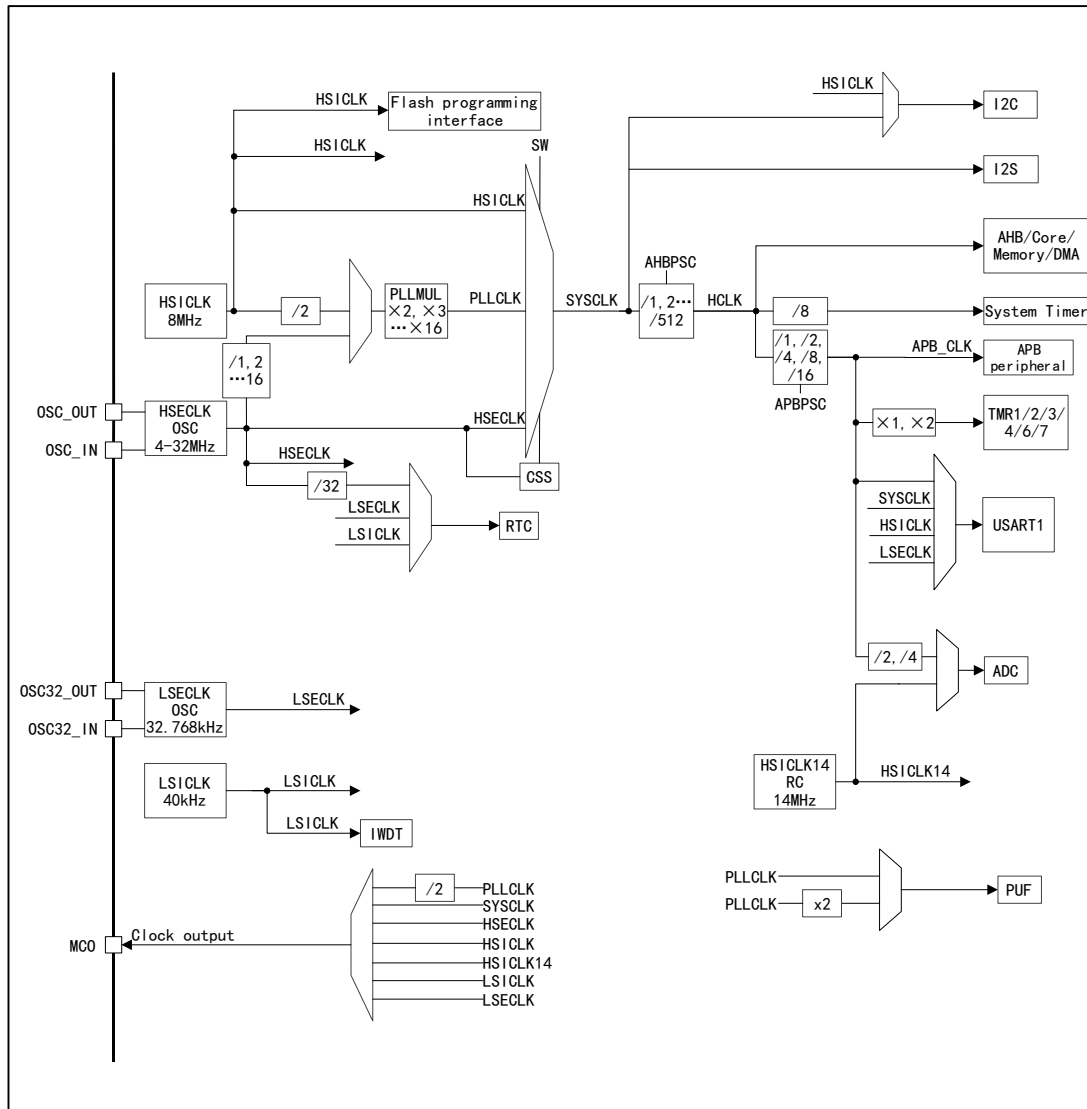 HSICLK
Flash programming
interface
HSICLK
SW
HSICLK
HSICLK
8MHz
/2
PLLMUL
×2, ×3
…×16
PLLCLK
SYSCLK
/1, 2
…16
OSC_OUT
OSC_IN
HSECLK
OSC
4-32MHz
HSECLK
HSECLK
CSS
/32
LSECLK
LSICLK
RTC
HSICLK
I2C
I2S
AHBPSC
/1, 2…
/512
HCLK
AHB/Core/
Memory/DMA
/8
System Timer
/1, /2,
/4, /8,
/16
APBPSC
APB_CLK
APB
peripheral
×1, ×2
TMR1/2/3/
4/6/7
SYSCLK
HSICLK
LSECLK
USART1
/2, /4
ADC
OSC32_OUT
OSC32_IN
LSECLK
OSC
32.768kHz
LSECLK
LSICLK
40kHz
LSICLK
LSICLK
IWDT
HSICLK14
RC
14MHz
HSICLK14
MCO
Clock output
/2
PLLCLK
SYSCLK
HSECLK
HSICLK
HSICLK14
LSICLK
LSECLK
PLLCLK
PLLCLK
x2
PUF